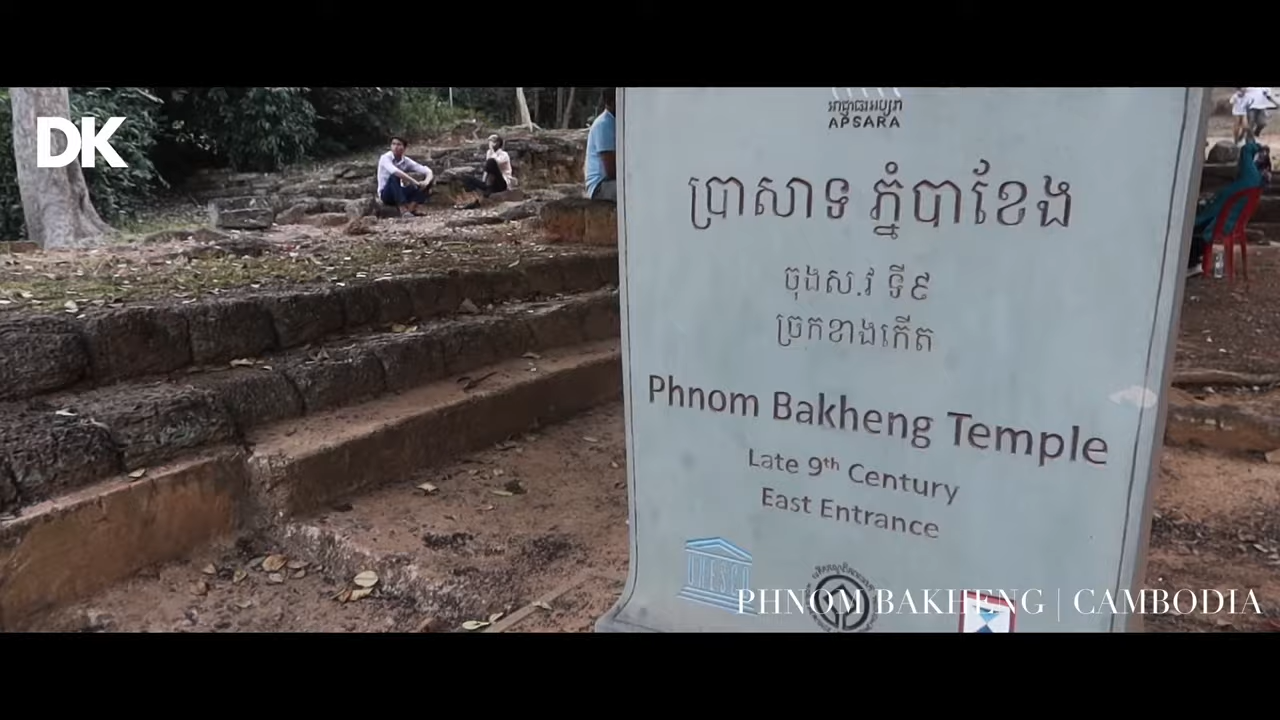 DK
អាជ្ញាធរអប្សរា
APSARA
ប្រាសាទ ភ្នំបាខែង
ចុងស.វ ទី៩
ច្រកខាងកើត
Phnom Bakheng Temple
Late 9th Century
East Entrance
UNESCO
PHNOM BAKHENG | CAMBODIA